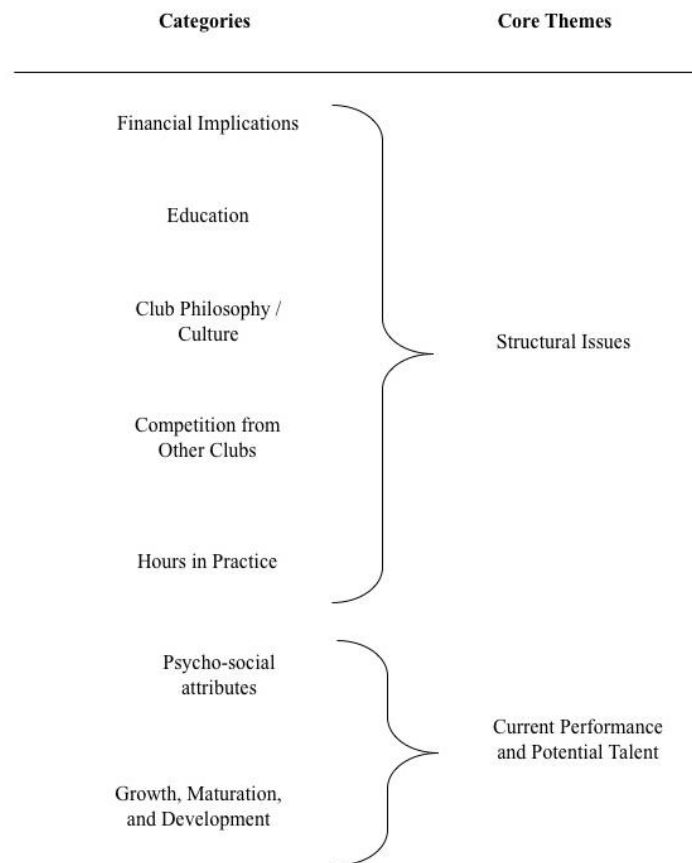 Categories
Core Themes
Financial Implications
Education
Club Philosophy /
Culture
Structural Issues
Competition from
Other Clubs
Hours in Practice
Psycho-social
attributes
Current Performance
and Potential Talent
Growth, Maturation,
and Development